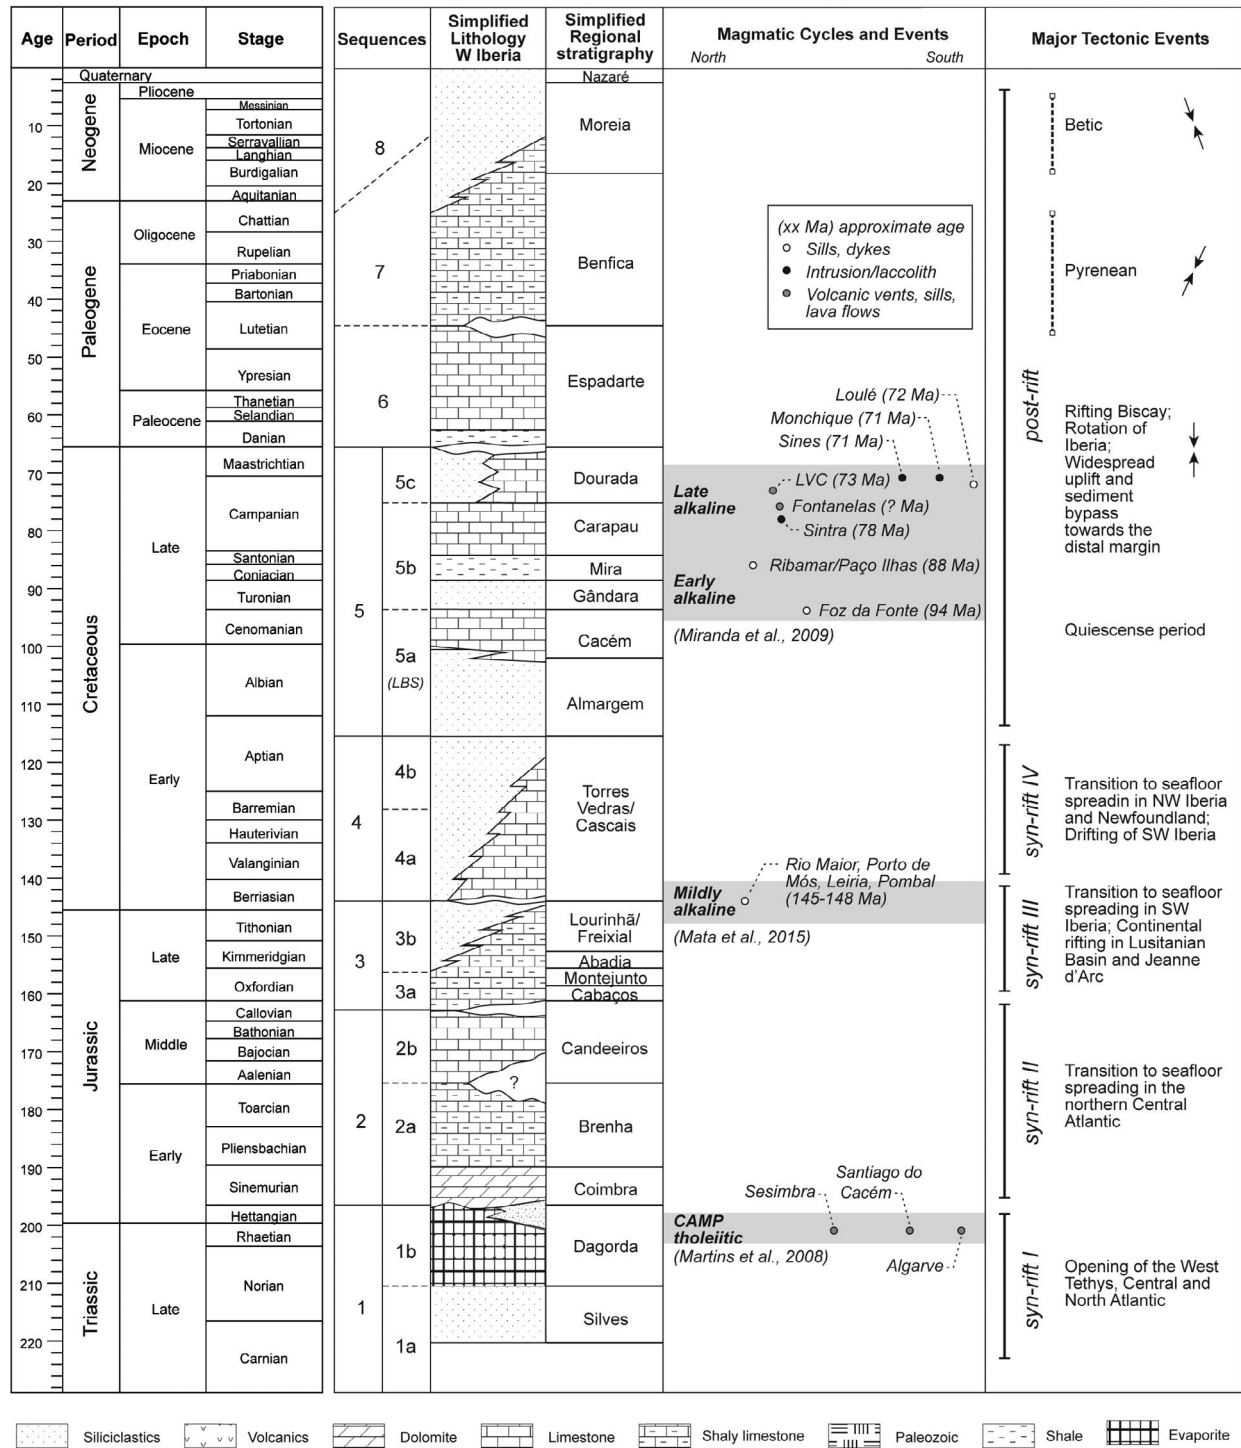 Age
Period
Epoch
Stage
Sequences
Simplified
Lithology
W Iberia
Simplified
Regional
stratigraphy
Magmatic Cycles and Events
North
South
Major Tectonic Events
10
20
30
40
50
60
70
80
90
100
110
120
130
140
150
160
170
180
190
200
210
220
Quaternary
Neogene
Paleogene
Cretaceous
Jurassic
Triassic
Pliocene
Miocene
Oligocene
Eocene
Paleocene
Late
Early
Late
Middle
Early
Late
Messinian
Tortonian
Serravallian
Langhian
Burdigalian
Aquitanian
Chattian
Rupelian
Priabonian
Bartonian
Lutetian
Ypresian
Thanetian
Selandian
Danian
Maastrichtian
Campanian
Santonian
Coniacian
Turonian
Cenomanian
Albian
Aptian
Barremian
Hauterivian
Valanginian
Berriasian
Tithonian
Kimmeridgian
Oxfordian
Callovian
Bathonian
Bajocian
Aalenian
Toarcian
Pliensbachian
Sinemurian
Hettangian
Rhaetian
Norian
Carnian
8
7
6
5
5c
5b
5a
(LBS)
4
4b
4a
3
3b
3a
2
2b
2a
1
1b
1a
?
Nazaré
Moreia
Benfica
Espadarte
Dourada
Carapau
Mira
Gândara
Cacém
Almargem
Torres
Vedras/
Cascais
Lourinhã/
Freixial
Abadia
Montejunto
Cabaços
Candeeiros
Brenha
Coimbra
Dagorda
Silves
(xx Ma) approximate age
Sills, dykes
Intrusion/laccolith
Volcanic vents, sills,
lava flows
Loulé (72 Ma)
Monchique (71 Ma)
Sines (71 Ma)
Late
alkaline
LVC (73 Ma)
Fontanelas (? Ma)
Sintra (78 Ma)
Ribamar/Paço Ilhas (88 Ma)
Early
alkaline
Foz da Fonte (94 Ma)
(Miranda et al., 2009)
Rio Maior, Porto de
Mós, Leiria, Pombal
(145-148 Ma)
Mildly
alkaline
(Mata et al., 2015)
Santiago do
Cacém
Sesimbra
CAMP
tholeiitic
(Martins et al., 2008)
Algarve
post-rift
syn-rift IV
syn-rift III
syn-rift II
syn-rift I
Betic
Pyrenean
Rifting Biscay;
Rotation of
Iberia;
Widespread
uplift and
sediment
bypass
towards the
distal margin
Quiescense period
Transition to seafloor
spreadin in NW Iberia
and Newfoundland;
Drifting of SW Iberia
Transition to seafloor
spreading in SW
Iberia; Continental
rifting in Lusitanian
Basin and Jeanne
d'Arc
Transition to seafloor
spreading in the
northern Central
Atlantic
Opening of the West
Tethys, Central and
North Atlantic
Siliciclastics
Volcanics
Dolomite
Limestone
Shaly limestone
Paleozoic
Shale
Evaporite